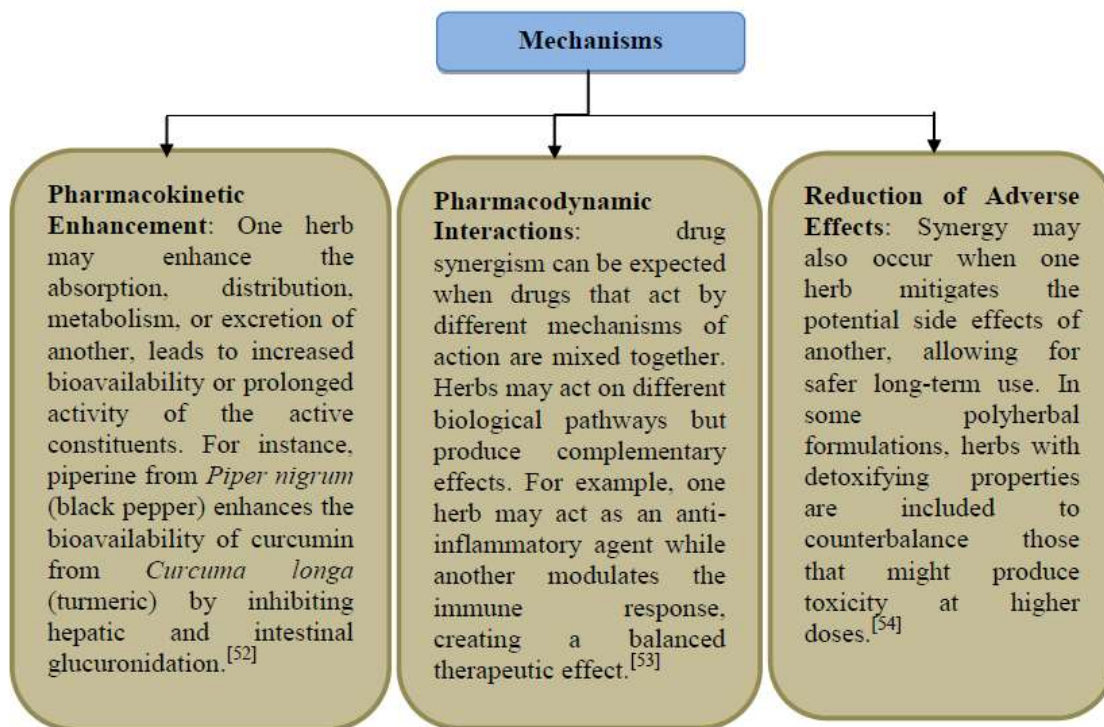 Mechanisms
Pharmacokinetic
Enhancement: One herb
may enhance the
absorption, distribution,
metabolism, or excretion of
another, leads to increased
bioavailability or prolonged
activity of the active
constituents. For instance,
piperine from Piper nigrum
(black pepper) enhances the
bioavailability of curcumin
from Curcuma longa
(turmeric) by inhibiting
hepatic and intestinal
glucuronidation.[52]
Pharmacodynamic
Interactions: drug
synergism can be expected
when drugs that act by
different mechanisms of
action are mixed together.
Herbs may act on different
biological pathways but
produce complementary
effects. For example, one
herb may act as an anti-
inflammatory agent while
another modulates the
immune response,
creating a balanced
therapeutic effect.[53]
Reduction of Adverse
Effects: Synergy may
also occur when one
herb mitigates the
potential side effects of
another, allowing for
safer long-term use. In
some polyherbal
formulations, herbs with
detoxifying properties
are included to
counterbalance those
that might produce
toxicity at higher
doses.[54]